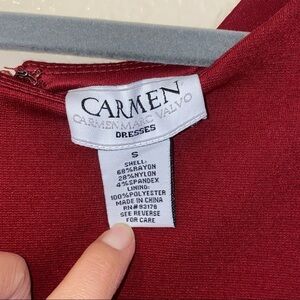 CARMEN
CARMEN MARC VALVO
DRESSES
S
SHELL:
68%RAYON
28%NYLON
4%SPANDEX
LINING:
100%POLYESTER
MADE IN CHINA
RN#93178
SEE REVERSE
FOR CARE